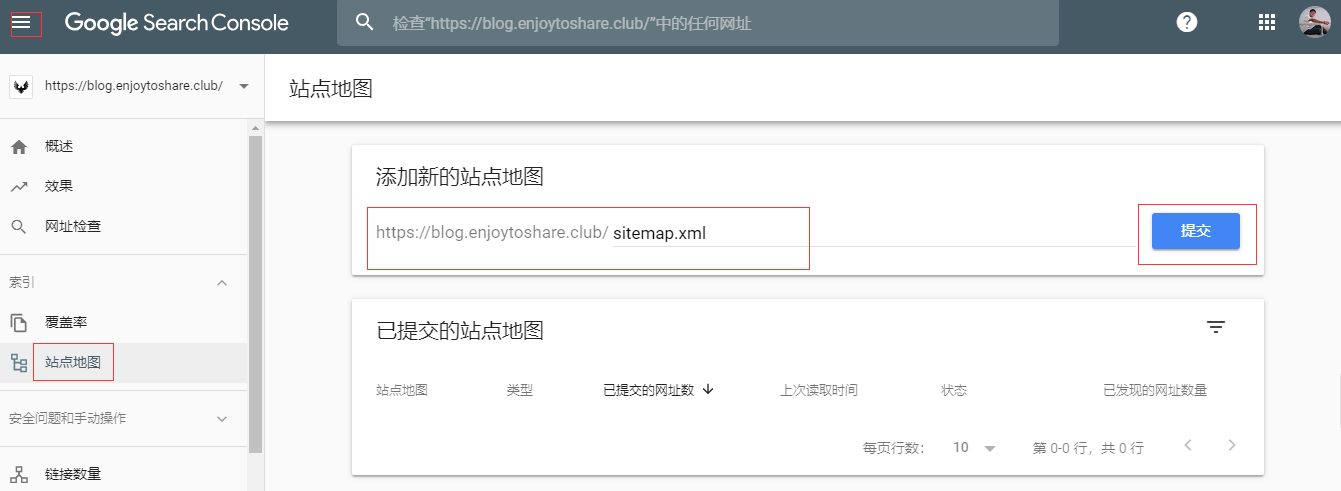 Google Search Console
检查“https://blog.enjoytoshare.club/”中的任何网址
https://blog.enjoytoshare.club/
概述
效果
网址检查
索引
覆盖率
站点地图
安全问题和手动操作
链接数量
站点地图
添加新的站点地图
https://blog.enjoytoshare.club/ sitemap.xml
提交
已提交的站点地图
站点地图 类型 已提交的网址数 上次读取时间 状态 已发现的网址数量
每页行数: 10 第 0-0 行，共 0 行